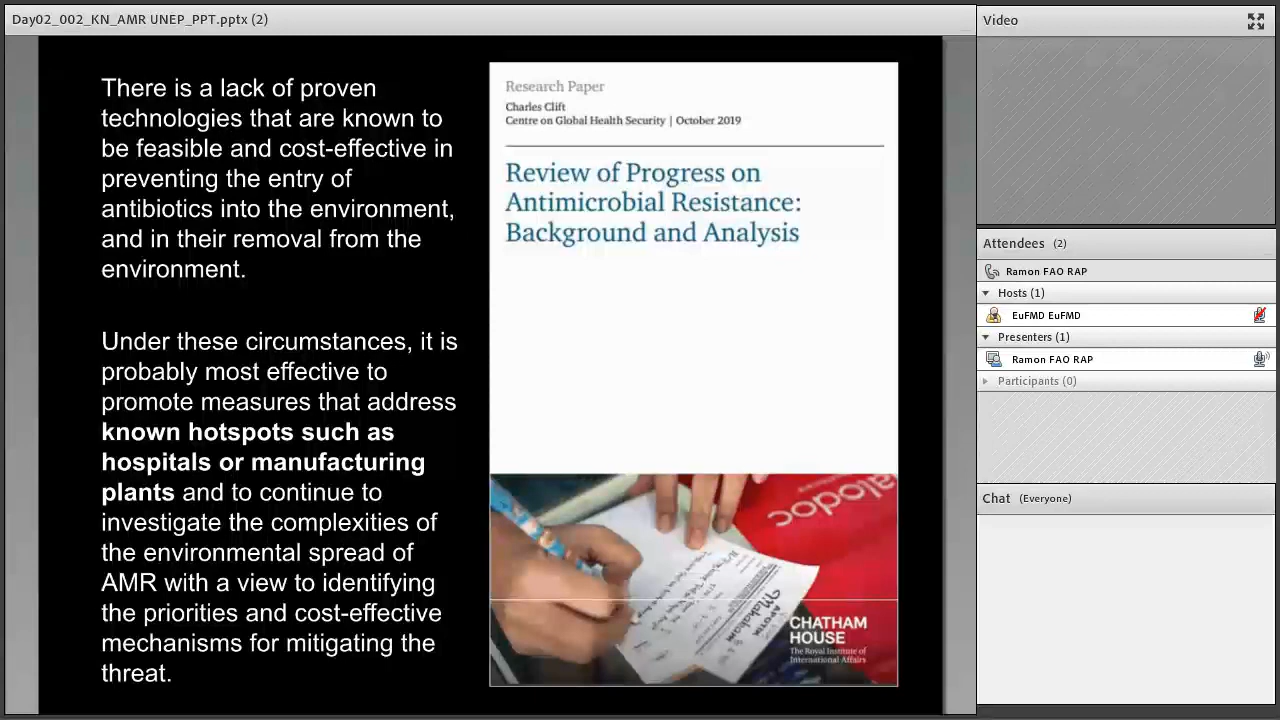 Day02_002_KN_AMR UNEP_PPT.pptx (2)
There is a lack of proven
technologies that are known to
be feasible and cost-effective in
preventing the entry of
antibiotics into the environment,
and in their removal from the
environment.
Under these circumstances, it is
probably most effective to
promote measures that address
known hotspots such as
hospitals or manufacturing
plants and to continue to
investigate the complexities of
the environmental spread of
AMR with a view to identifying
the priorities and cost-effective
mechanisms for mitigating the
threat.
Research Paper
Charles Clift
Centre on Global Health Security | October 2019
Review of Progress on
Antimicrobial Resistance:
Background and Analysis
CHATHAM
HOUSE
The Royal Institute of
International Affairs
Video
Attendees (2)
Ramon FAO RAP
Hosts (1)
EuFMD EuFMD
Presenters (1)
Ramon FAO RAP
Participants (0)
Chat (Everyone)